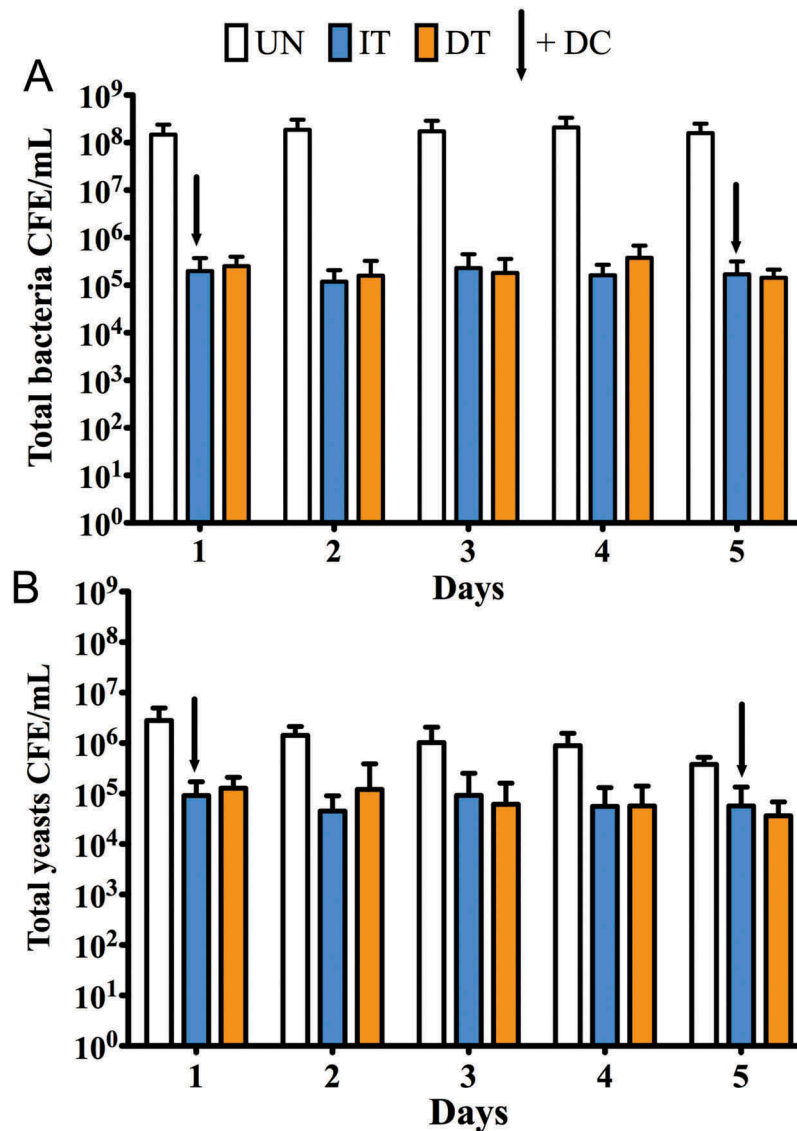 UN IT DT + DC
A
Total bacteria CFE/mL
10⁹
10⁸
10⁷
10⁶
10⁵
10⁴
10³
10²
10¹
10⁰
1 2 3 4 5
Days
B
Total yeasts CFE/mL
10⁹
10⁸
10⁷
10⁶
10⁵
10⁴
10³
10²
10¹
10⁰
1 2 3 4 5
Days